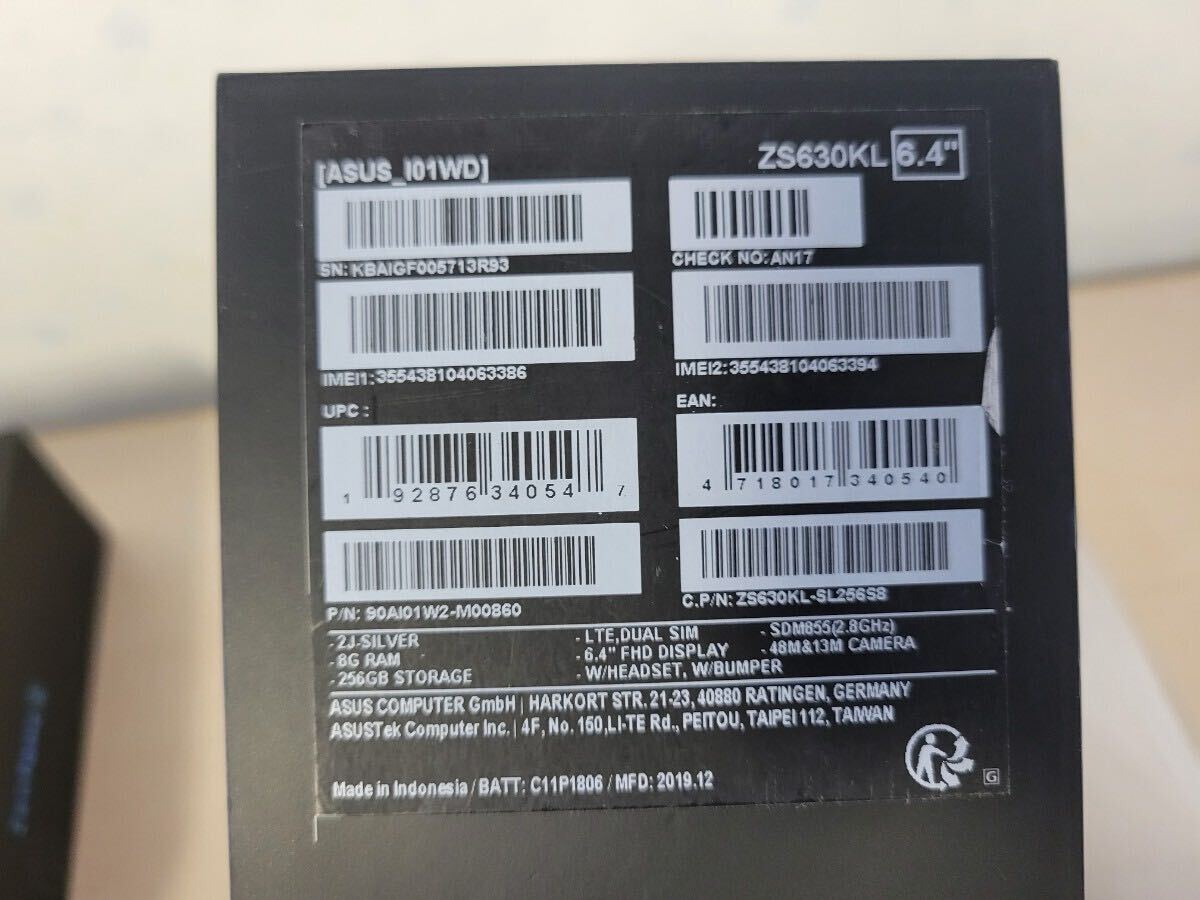 [ASUS_I01WD]
ZS630KL 6.4"
SN: KBAIGF005713R93
CHECK NO: AN17
IMEI1: 355438104063386
IMEI2: 355438104063394
UPC :
EAN:
1 92876 34054 7
4 718017 340540
P/N: 90AI01W2-M00860
C.P/N: ZS630KL-SL256S8
- 2J-SILVER
- 8G RAM
- 256GB STORAGE
- LTE,DUAL SIM
- 6.4" FHD DISPLAY
- W/HEADSET, W/BUMPER
- SDM855(2.8GHz)
- 48M&13M CAMERA
ASUS COMPUTER GmbH | HARKORT STR. 21-23, 40880 RATINGEN, GERMANY
ASUSTek Computer Inc. | 4F, No. 150,LI-TE Rd., PEITOU, TAIPEI 112, TAIWAN
Made in Indonesia / BATT: C11P1806 / MFD: 2019.12
G